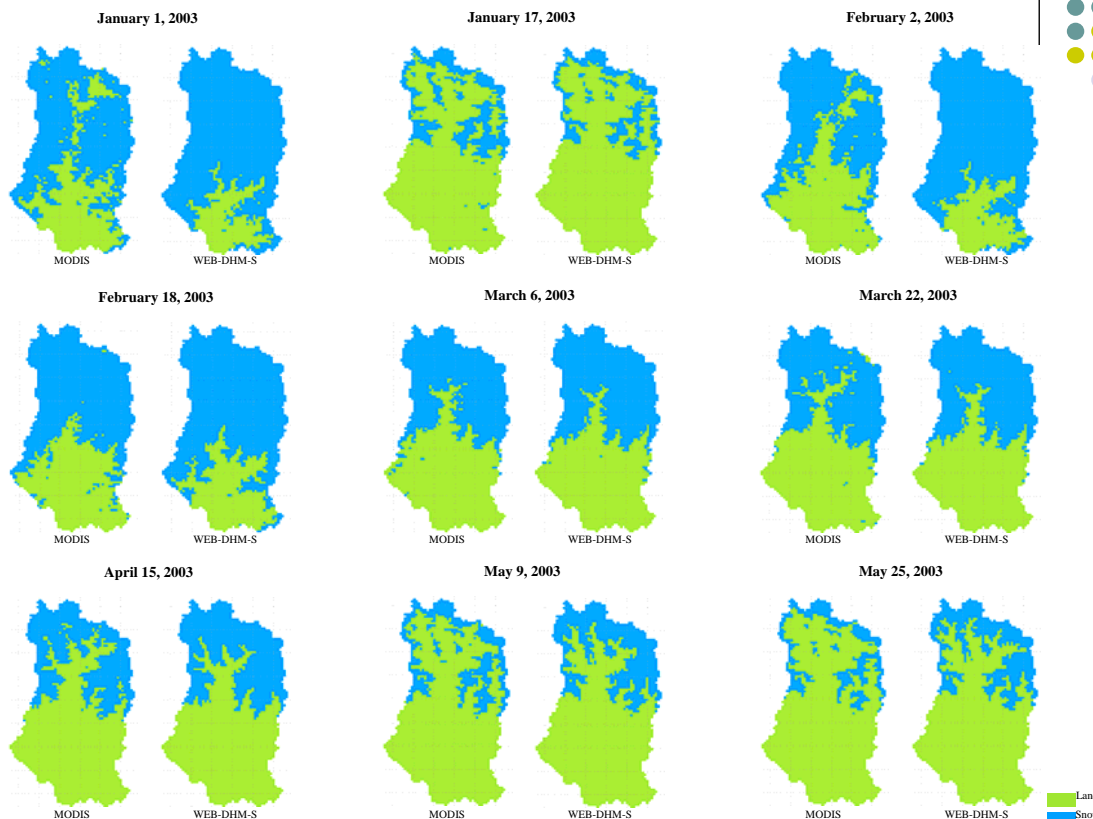 January 1, 2003
January 17, 2003
February 2, 2003
MODIS
WEB-DHM-S
MODIS
WEB-DHM-S
MODIS
WEB-DHM-S
February 18, 2003
March 6, 2003
March 22, 2003
MODIS
WEB-DHM-S
MODIS
WEB-DHM-S
MODIS
WEB-DHM-S
April 15, 2003
May 9, 2003
May 25, 2003
MODIS
WEB-DHM-S
MODIS
WEB-DHM-S
MODIS
WEB-DHM-S